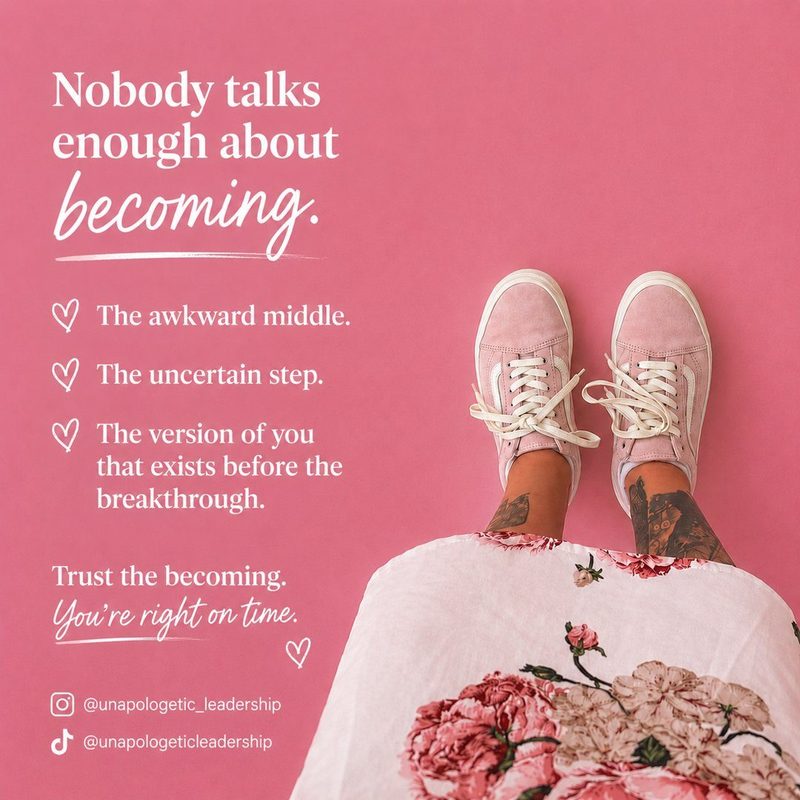 Nobody talks
enough about
becoming.
The awkward middle.
The uncertain step.
The version of you
that exists before the
breakthrough.
Trust the becoming.
You're right on time.
@unapologetic_leadership
@unapologeticleadership